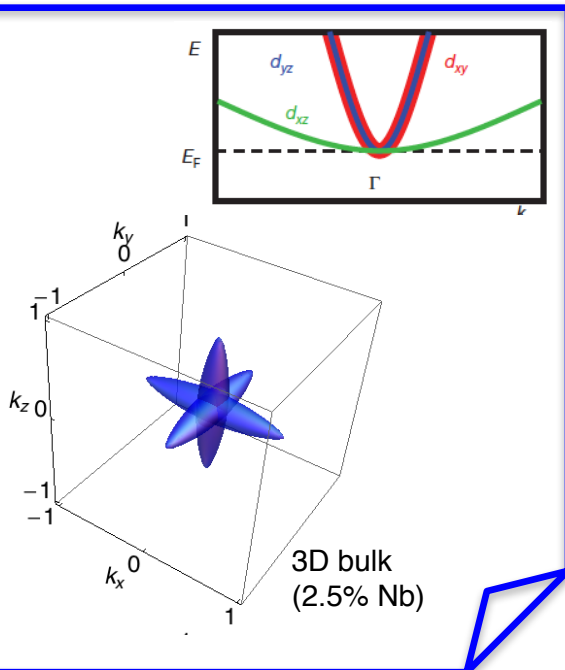 E
d_yz
d_xy
d_xz
E_F
Γ
k
1
k_y
0
−1
1
k_z 0
−1
−1
k_x
0
1
3D bulk
(2.5% Nb)